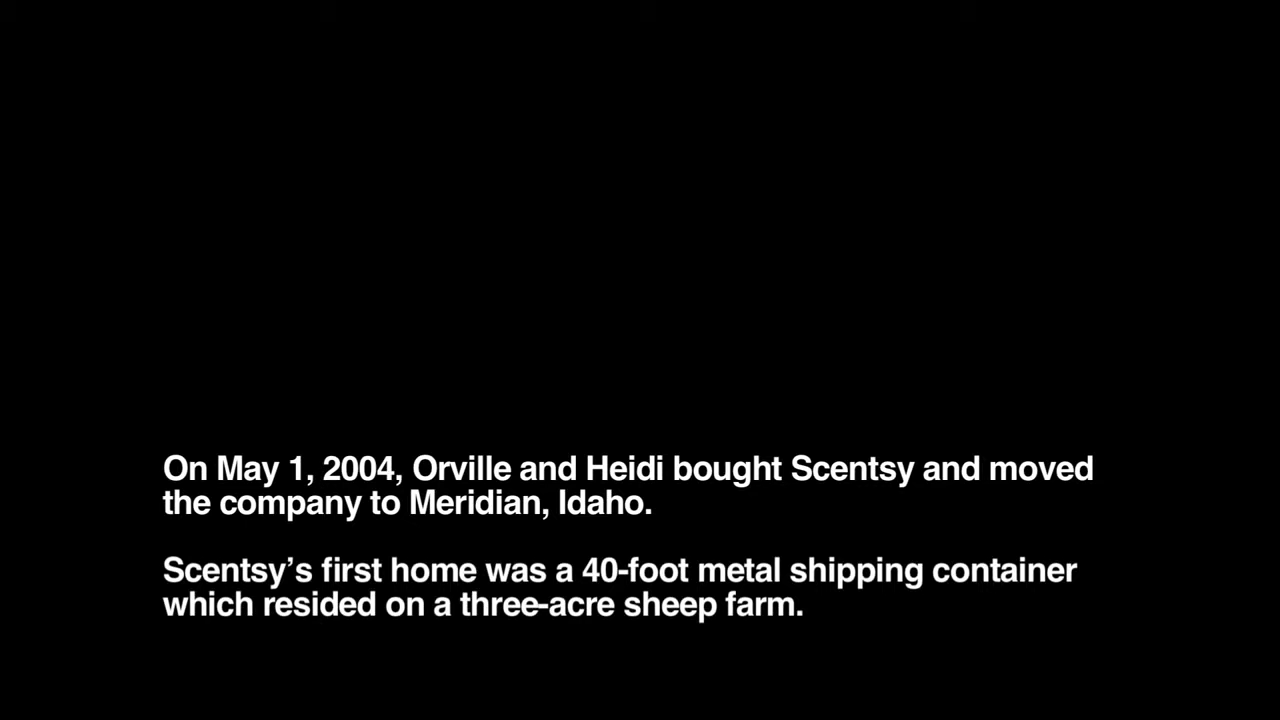 On May 1, 2004, Orville and Heidi bought Scentsy and moved
the company to Meridian, Idaho.
Scentsy’s first home was a 40-foot metal shipping container
which resided on a three-acre sheep farm.